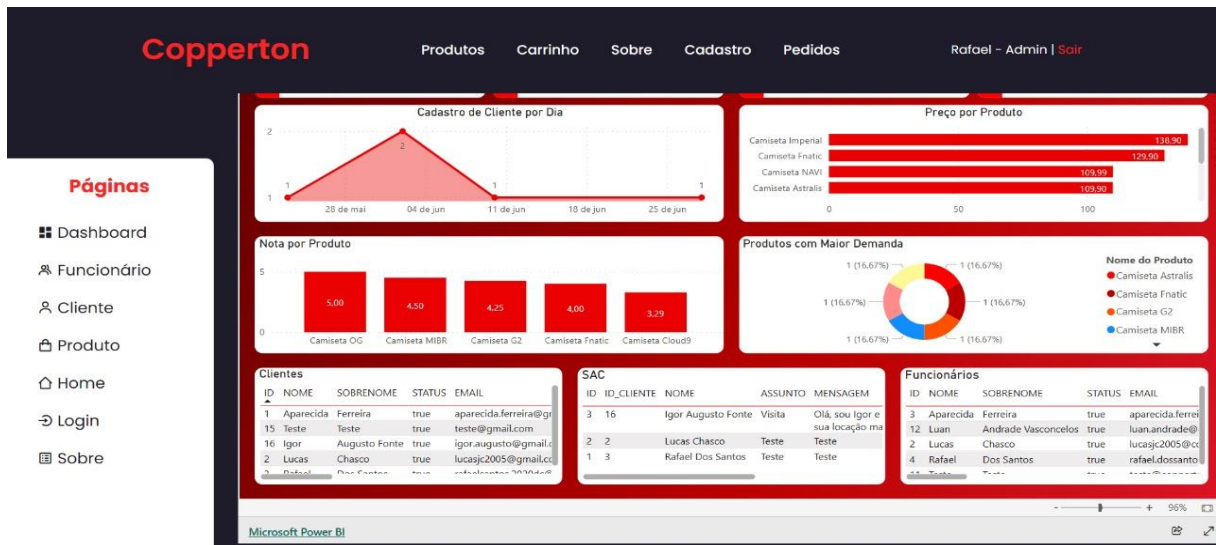 Copperton
Produtos Carrinho Sobre Cadastro Pedidos
Rafael - Admin | Sair
Páginas
Dashboard
Funcionário
Cliente
Produto
Home
Login
Sobre
Cadastro de Cliente por Dia
2
1
1 2 1 1
28 de mai 04 de jun 11 de jun 18 de jun 25 de jun
Preço por Produto
Camiseta Imperial 138,90
Camiseta Fnatic 129,90
Camiseta NAVI 109,99
Camiseta Astralis 109,90
0 50 100
Nota por Produto
5
0
5,00 4,50 4,25 4,00 3,29
Camiseta OG Camiseta MIBR Camiseta G2 Camiseta Fnatic Camiseta Cloud9
Produtos com Maior Demanda
1 (16.67%) 1 (16.67%)
1 (16.67%) 1 (16.67%)
1 (16.67%) 1 (16.67%)
Nome do Produto
Camiseta Astralis
Camiseta Fnatic
Camiseta G2
Camiseta MIBR
Clientes
ID NOME SOBRENOME STATUS EMAIL
1 Aparecida Ferreira true aparecida.ferreira@gr
15 Teste Teste true teste@gmail.com
16 Igor Augusto Fonte true igor.augusto@gmail.c
2 Lucas Chasco true lucasjc2005@gmail.cc
Rafael Dos Santos true
SAC
ID ID_CLIENTE NOME ASSUNTO MENSAGEM
3 16 Igor Augusto Fonte Visita Olá, sou Igor e
sua locação ma
2 2 Lucas Chasco Teste Teste
1 3 Rafael Dos Santos Teste Teste
Funcionários
ID NOME SOBRENOME STATUS EMAIL
3 Aparecida Ferreira true aparecida.ferrei
12 Luan Andrade Vasconcelos true luan.andrade@
2 Lucas Chasco true lucasjc2005@cc
4 Rafael Dos Santos true rafael.dossanto
Teste Teste true
- + 96%
Microsoft Power BI